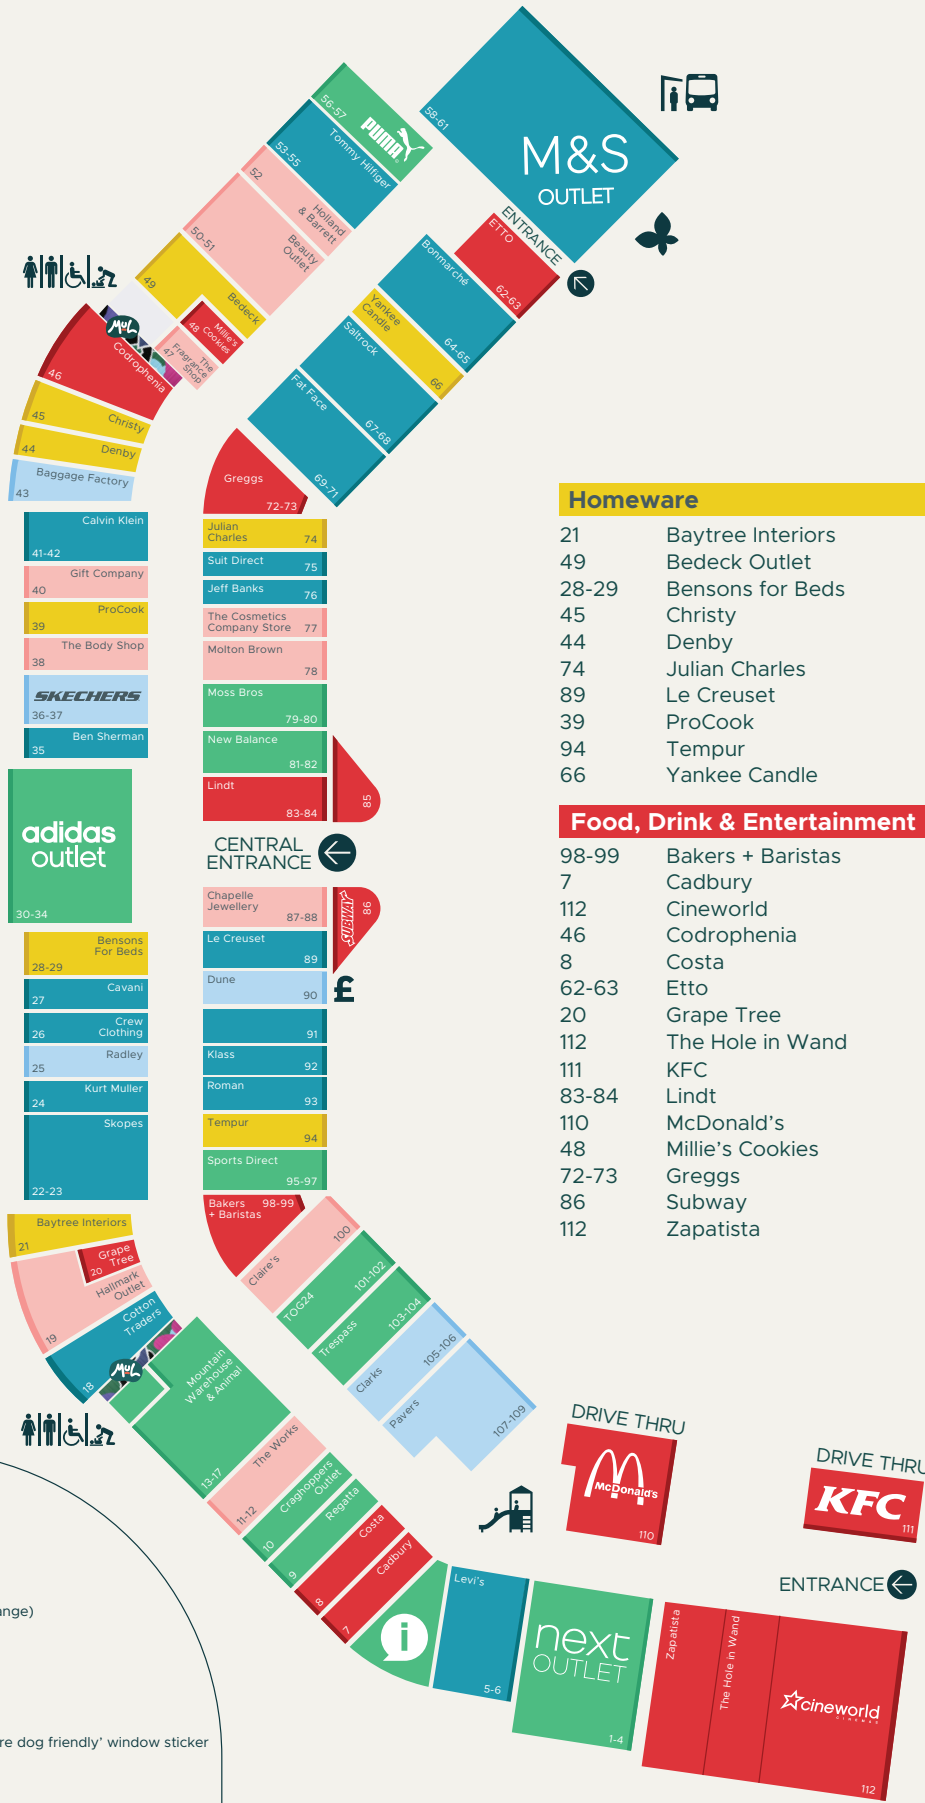 58-61
M&S
OUTLET
ENTRANCE
56-57
PUMA
53-55
Tommy Hilfiger
52
Holland
& Barrett
50-51
Beauty
Outlet
49
Bedeck
48
Millie's
Cookies
47
The
Fragrance
Shop
MuL
46
Codrophenia
45
Christy
44
Denby
Baggage Factory
43
Calvin Klein
41-42
Gift Company
40
ProCook
39
The Body Shop
38
SKECHERS
36-37
Ben Sherman
35
adidas
outlet
30-34
Bensons
For Beds
28-29
Cavani
27
Crew
Clothing
26
Radley
25
Kurt Muller
24
Skopes
22-23
Baytree Interiors
21
Grape
Tree
20
Hallmark
Outlet
19
Cotton
Traders
18
MuL
Mountain
Warehouse
& Animal
13-17
The Works
11-12
Craghoppers
Outlet
10
Regatta
9
Costa
8
Cadbury
7
i
Levi's
5-6
next
OUTLET
1-4
Zapatista
The Hole in Wand
cineworld
CINEMAS
112
ENTRANCE
DRIVE THRU
McDonald's
110
DRIVE THRU
KFC
111
ETTO
62-63
Bonmarché
64-65
Yankee
Candle
66
Saltrock
67-68
Fat Face
69-71
Greggs
72-73
Julian
Charles
74
Suit Direct
75
Jeff Banks
76
The Cosmetics
Company Store 77
Molton Brown
78
Moss Bros
79-80
New Balance
81-82
Lindt
83-84
85
CENTRAL
ENTRANCE
Chapelle
Jewellery
87-88
SUBWAY
86
Le Creuset
89
Dune
90
£
91
Klass
92
Roman
93
Tempur
94
Sports Direct
95-97
Bakers 98-99
+ Baristas
Claire's
100
TOG24
101-102
Trespass
103-104
Clarks
105-106
Pavers
107-109
Homeware
21 Baytree Interiors
49 Bedeck Outlet
28-29 Bensons for Beds
45 Christy
44 Denby
74 Julian Charles
89 Le Creuset
39 ProCook
94 Tempur
66 Yankee Candle
Food, Drink & Entertainment
98-99 Bakers + Baristas
7 Cadbury
112 Cineworld
46 Codrophenia
8 Costa
62-63 Etto
20 Grape Tree
112 The Hole in Wand
111 KFC
83-84 Lindt
110 McDonald's
48 Millie's Cookies
72-73 Greggs
86 Subway
112 Zapatista
ange)
re dog friendly' window sticker